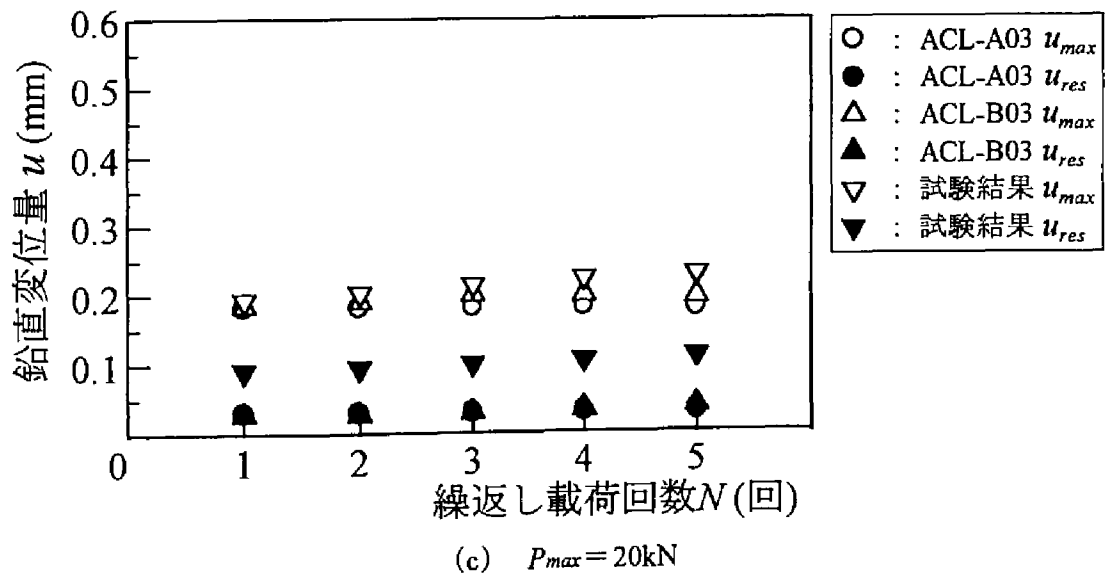 0.6
0.5
0.4
0.3
0.2
0.1
0
鉛直変位量 u (mm)
1 2 3 4 5
繰返し載荷回数N (回)
○ : ACL-A03 umax
● : ACL-A03 ures
△ : ACL-B03 umax
▲ : ACL-B03 ures
▽ : 試験結果 umax
▼ : 試験結果 ures
(c) Pmax = 20kN